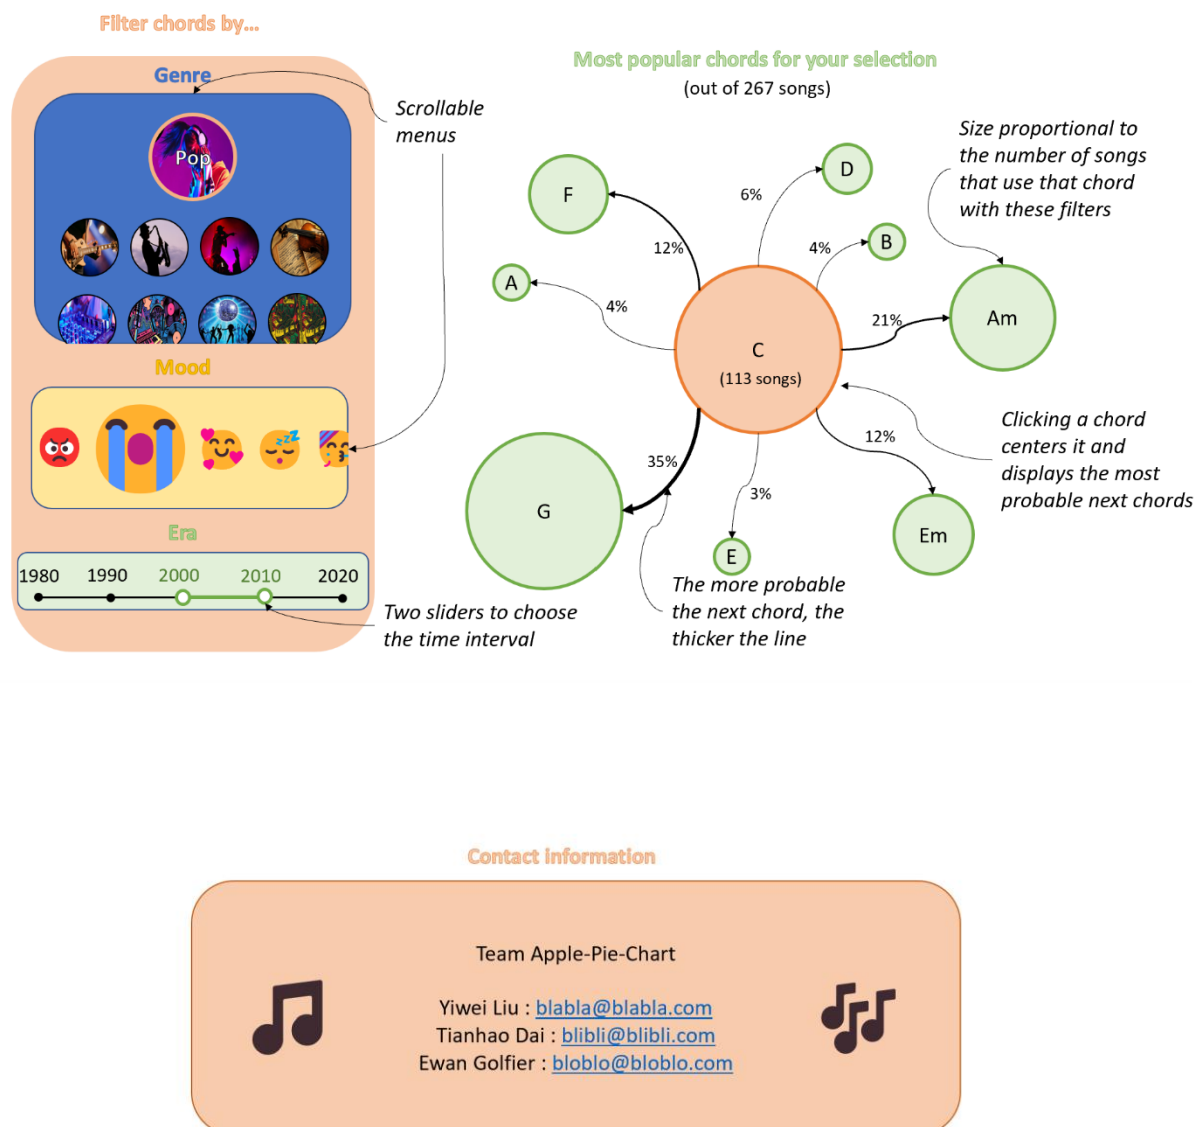 Filter chords by...
Genre
Pop
Scrollable
menus
Mood
Era
1980 1990 2000 2010 2020
Two sliders to choose
the time interval
Most popular chords for your selection
(out of 267 songs)
Size proportional to
the number of songs
that use that chord
with these filters
F
D
6%
12%
4%
B
A
4%
21%
Am
C
(113 songs)
Clicking a chord
centers it and
displays the most
probable next chords
12%
35%
3%
G
Em
E
The more probable
the next chord, the
thicker the line
Contact information
Team Apple-Pie-Chart
Yiwei Liu : blabla@blabla.com
Tianhao Dai : blibli@blibli.com
Ewan Golfier : bloblo@bloblo.com